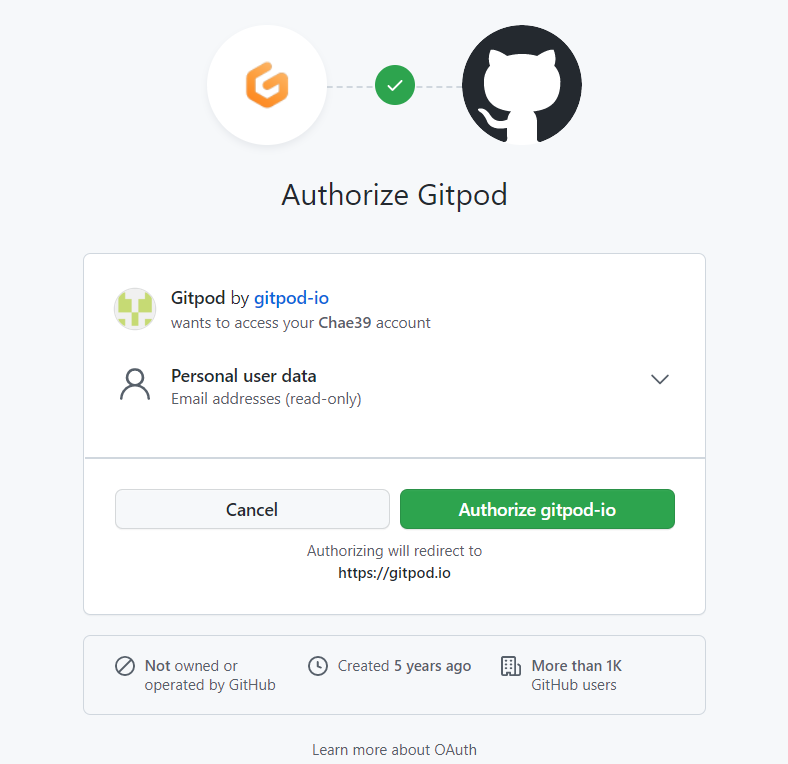 Authorize Gitpod
Gitpod by gitpod-io
wants to access your Chae39 account
Personal user data
Email addresses (read-only)
Cancel
Authorize gitpod-io
Authorizing will redirect to
https://gitpod.io
Not owned or
operated by GitHub
Created 5 years ago
More than 1K
GitHub users
Learn more about OAuth